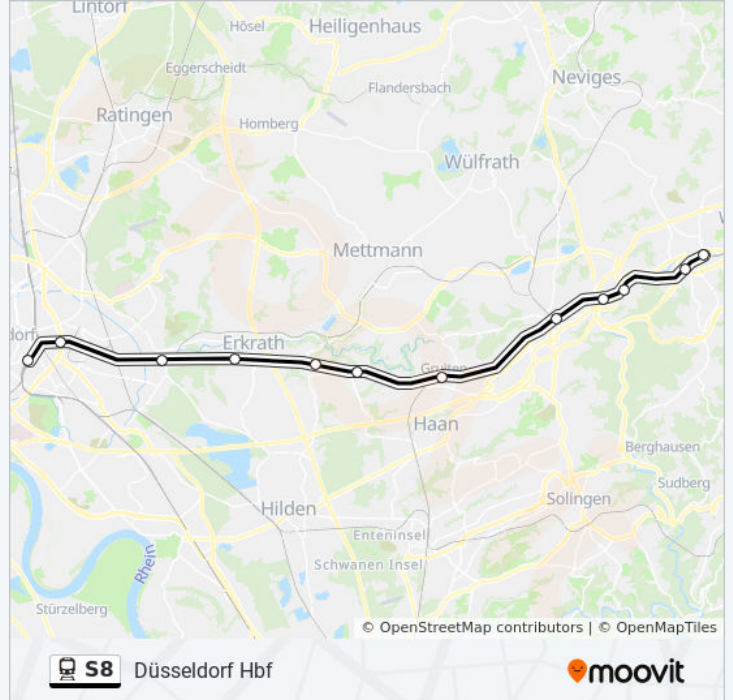 Lintorf
Hösel
Heiligenhaus
Eggerscheidt
Flandersbach
Neviges
Ratingen
Homberg
Wülfrath
Mettmann
dorf
Erkrath
Gruiten
Haan
Berghausen
Sudberg
Solingen
Hilden
Enteninsel
Schwanen Insel
Rhein
Stürzelberg
© OpenStreetMap contributors | © OpenMapTiles
S8 Düsseldorf Hbf
moovit